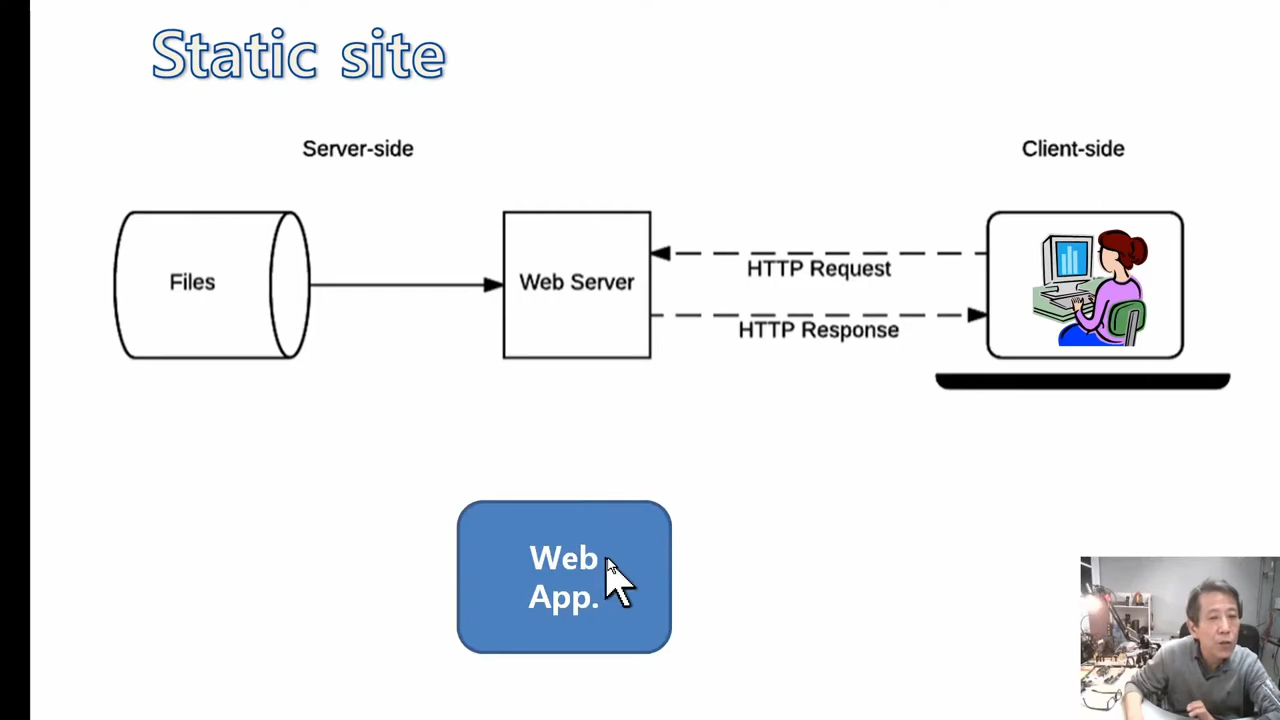 Static site
Server-side
Client-side
Files
Web Server
HTTP Request
HTTP Response
Web
App.